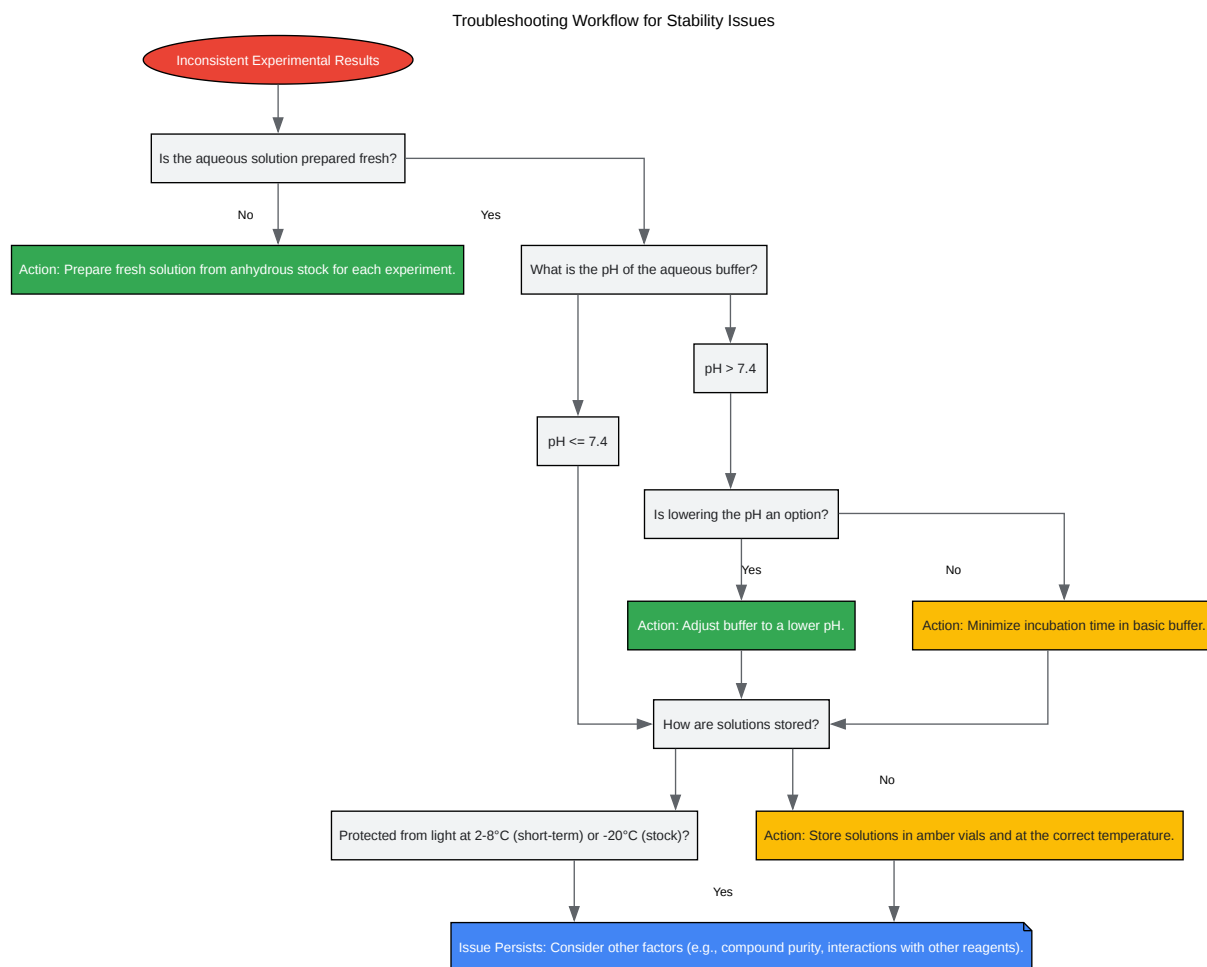 Troubleshooting Workflow for Stability Issues
Inconsistent Experimental Results
Is the aqueous solution prepared fresh?
No
Yes
Action: Prepare fresh solution from anhydrous stock for each experiment.
What is the pH of the aqueous buffer?
pH > 7.4
pH <= 7.4
Is lowering the pH an option?
Yes
No
Action: Adjust buffer to a lower pH.
Action: Minimize incubation time in basic buffer.
How are solutions stored?
No
Protected from light at 2-8°C (short-term) or -20°C (stock)?
Action: Store solutions in amber vials and at the correct temperature.
Yes
Issue Persists: Consider other factors (e.g., compound purity, interactions with other reagents).